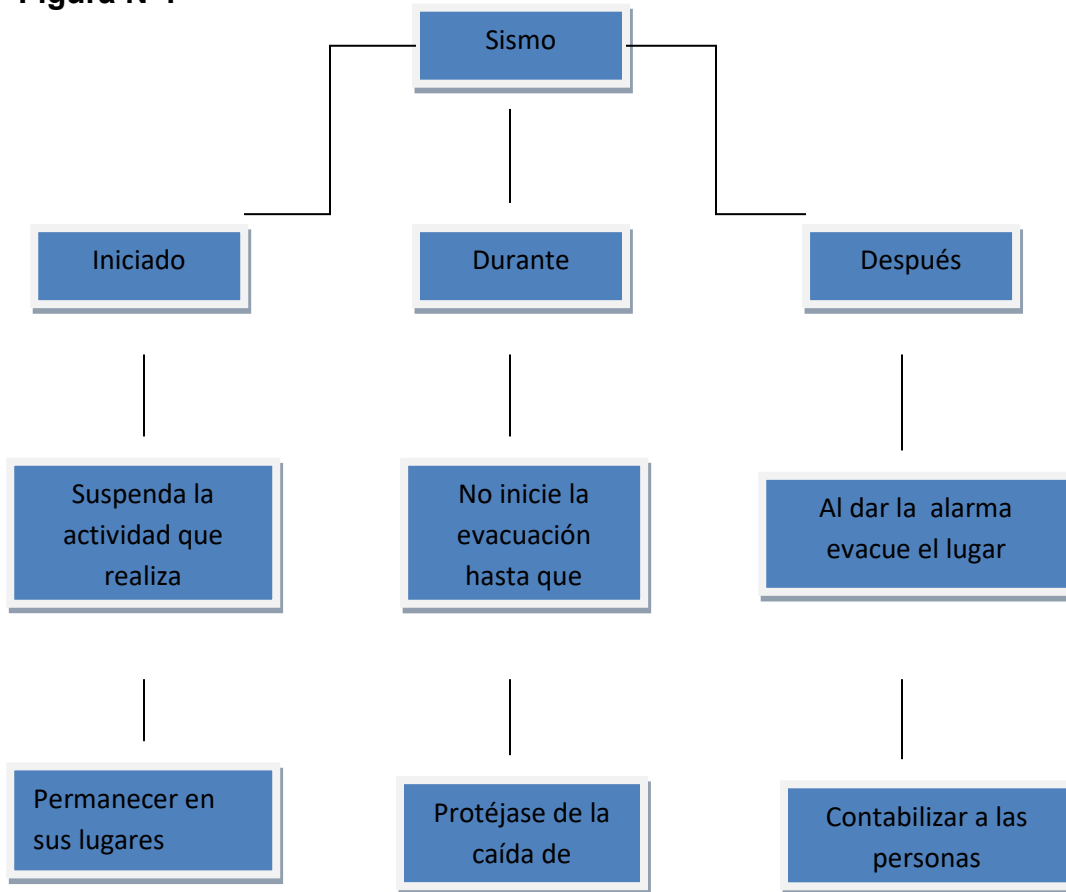 Sismo
Iniciado
Durante
Después
Suspenda la
actividad que
realiza
No inicie la
evacuación
hasta que
Al dar la  alarma
evacue el lugar
Permanecer en
sus lugares
Protéjase de la
caída de
Contabilizar a las
personas